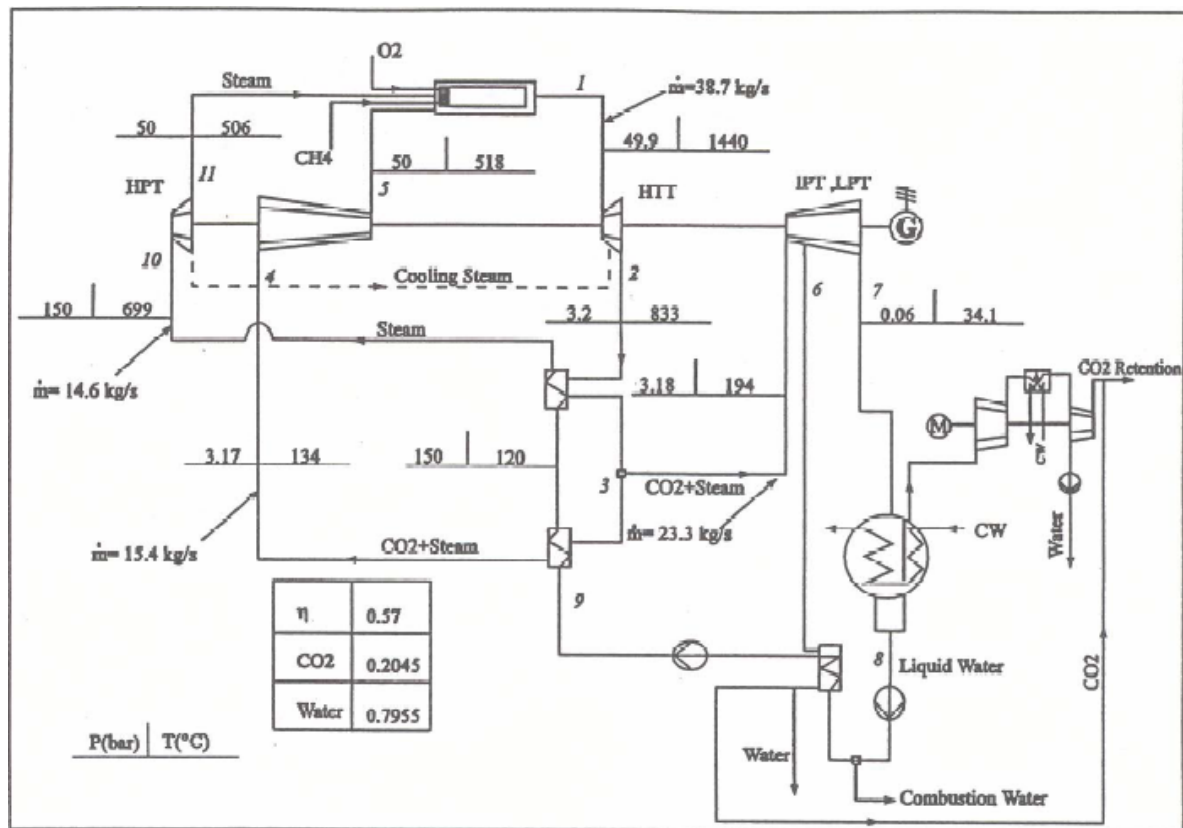 O2
Steam
1
ṁ=38.7 kg/s
50 506
CH4
49.9 1440
50 518
11
5
HPT
HTT
IPT ,LPT
G
10
4
Cooling Steam
2
6
7
150 699
3.2 833
0.06 34.1
Steam
CO2 Retention
ṁ= 14.6 kg/s
3.18 194
M
CW
3.17 134
150 120
3
CO2+Steam
ṁ= 23.3 kg/s
CW
Water
ṁ= 15.4 kg/s
CO2+Steam
9
η 0.57
CO2 0.2045
Water 0.7955
8
Liquid Water
CO2
P(bar) T(°C)
Water
Combustion Water